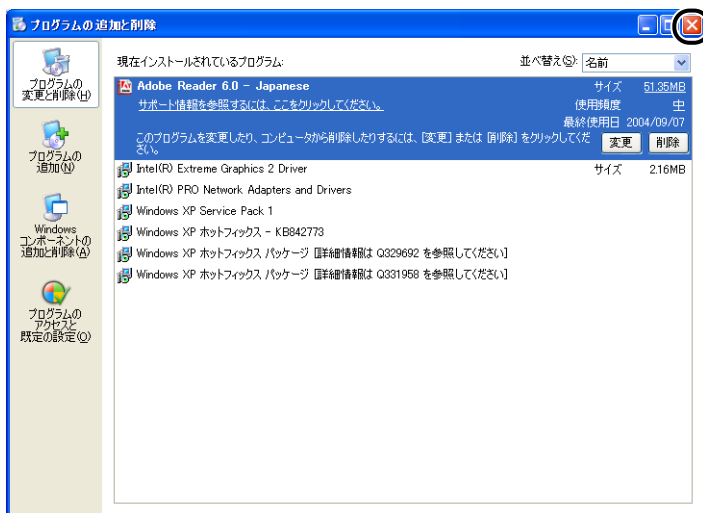 プログラムの追加と削除
プログラムの
変更と削除(H)
プログラムの
追加(N)
Windows
コンポーネントの
追加と削除(A)
プログラムの
アクセスと
既定の設定(O)
現在インストールされているプログラム:
並べ替え(S): 名前
Adobe Reader 6.0 - Japanese サイズ 51.35MB
サポート情報を参照するには、ここをクリックしてください。 使用頻度 中
最終使用日 2004/09/07
このプログラムを変更したり、コンピュータから削除したりするには、[変更] または [削除] をクリックしてくだ
さい。
変更 削除
Intel(R) Extreme Graphics 2 Driver サイズ 2.16MB
Intel(R) PRO Network Adapters and Drivers
Windows XP Service Pack 1
Windows XP ホットフィックス - KB842773
Windows XP ホットフィックス パッケージ [詳細情報は Q329692 を参照してください]
Windows XP ホットフィックス パッケージ [詳細情報は Q331958 を参照してください]